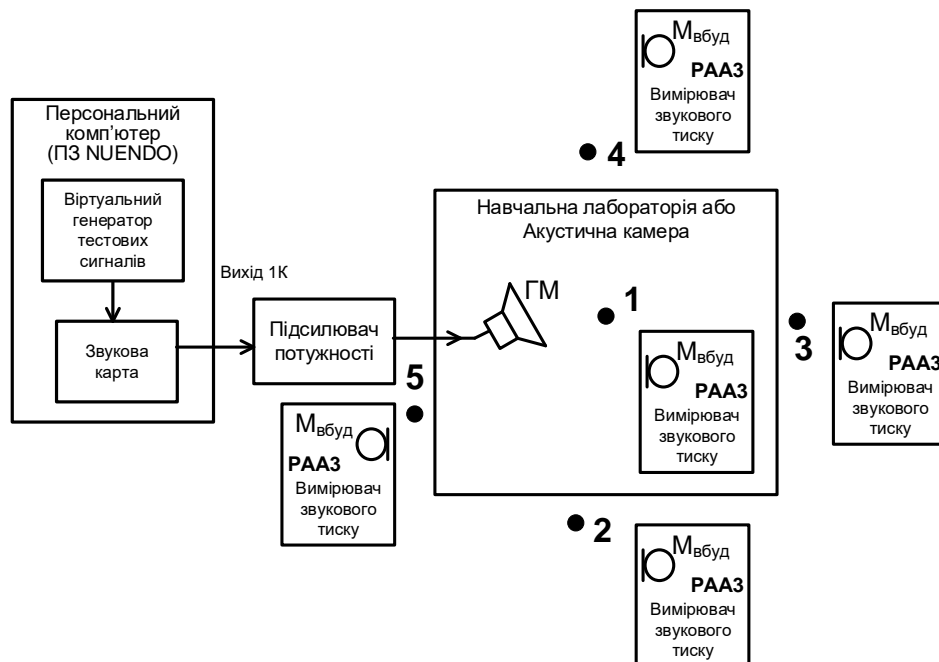 Персональний
комп’ютер
(ПЗ NUENDO)
Віртуальний
генератор
тестових
сигналів
Звукова
карта
Вихід 1К
Підсилювач
потужності
Навчальна лабораторія або
Акустична камера
ГМ
1
Мвбуд
РАА3
Вимірювач
звукового
тиску
4
Мвбуд
РАА3
Вимірювач
звукового
тиску
3
Мвбуд
РАА3
Вимірювач
звукового
тиску
5
Мвбуд
РАА3
Вимірювач
звукового
тиску
2
Мвбуд
РАА3
Вимірювач
звукового
тиску